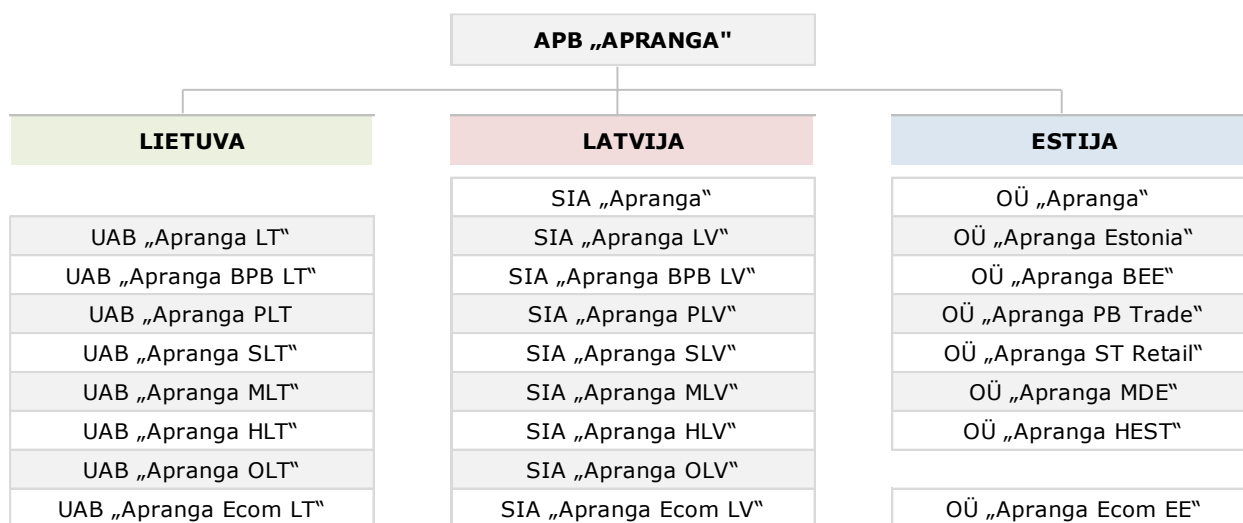 APB „APRANGA"
LIETUVA
LATVIJA
ESTIJA
SIA „Apranga“
OÜ „Apranga“
UAB „Apranga LT“
SIA „Apranga LV“
OÜ „Apranga Estonia“
UAB „Apranga BPB LT“
SIA „Apranga BPB LV“
OÜ „Apranga BEE“
UAB „Apranga PLT
SIA „Apranga PLV“
OÜ „Apranga PB Trade“
UAB „Apranga SLT“
SIA „Apranga SLV“
OÜ „Apranga ST Retail“
UAB „Apranga MLT“
SIA „Apranga MLV“
OÜ „Apranga MDE“
UAB „Apranga HLT“
SIA „Apranga HLV“
OÜ „Apranga HEST“
UAB „Apranga OLT“
SIA „Apranga OLV“
UAB „Apranga Ecom LT“
SIA „Apranga Ecom LV“
OÜ „Apranga Ecom EE“